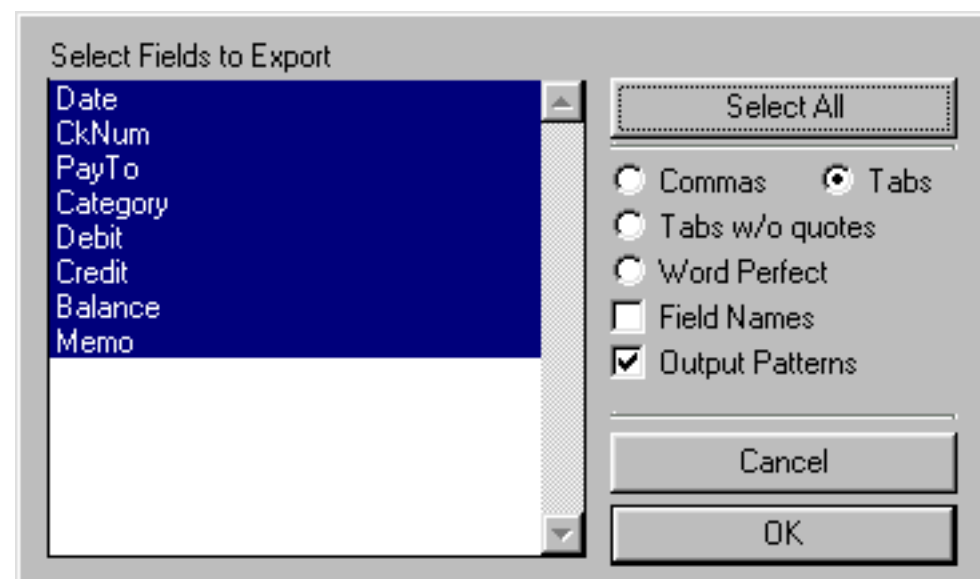 Select Fields to Export
Date
CkNum
PayTo
Category
Debit
Credit
Balance
Memo
Select All
Commas Tabs
Tabs w/o quotes
Word Perfect
Field Names
Output Patterns
Cancel
OK